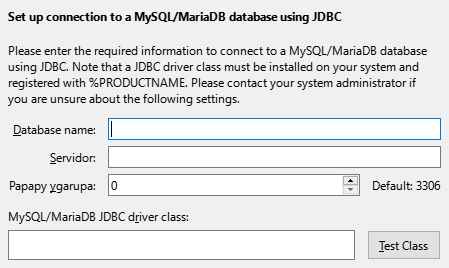 Set up connection to a MySQL/MariaDB database using JDBC
Please enter the required information to connect to a MySQL/MariaDB database
using JDBC. Note that a JDBC driver class must be installed on your system and
registered with %PRODUCTNAME. Please contact your system administrator if
you are unsure about the following settings.
Database name:
Servidor:
Papapy ygarupa: 0 Default: 3306
MySQL/MariaDB JDBC driver class:
Test Class